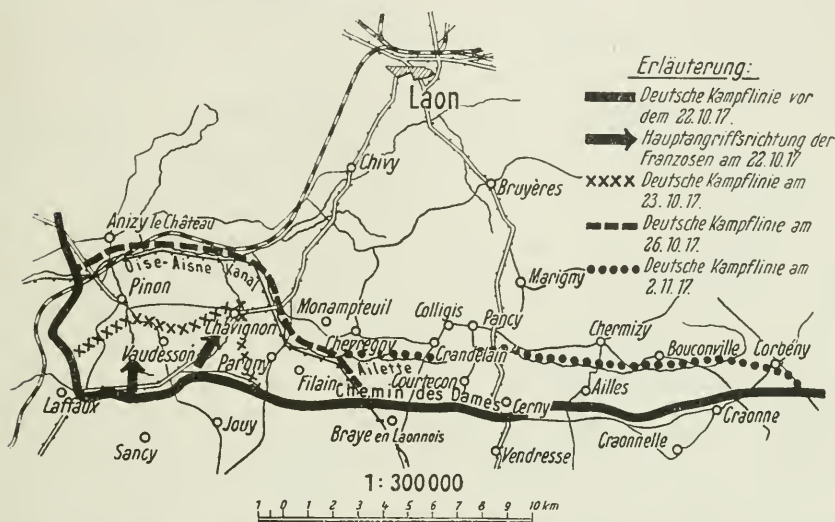 Laon
Erläuterung:
Deutsche Kampflinie vor
dem 22.10.17.
Hauptangriffsrichtung der
Franzosen am 22.10.17
Deutsche Kampflinie am
23.10.17.
Deutsche Kampflinie am
26.10.17.
Deutsche Kampflinie am
2.11.17.
Chivy
Bruyères
Anizy le Château
Oise-Aisne Kanal
Marigny
Pinon
Monampteuil
Colligis
Pancy
Chermizy
Chavignon
Chevregny
Crandelain
Bouconville
Corbény
Vaudesson
Pargny
Filain
Ailette
Courtecon
Ailles
Chemin des Dames
Laffaux
Cerny
Craonne
Jouy
Braye en Laonnois
Craonnelle
Sancy
Vendresse
1:300000
1 0 1 2 3 4 5 6 7 8 9 10 km